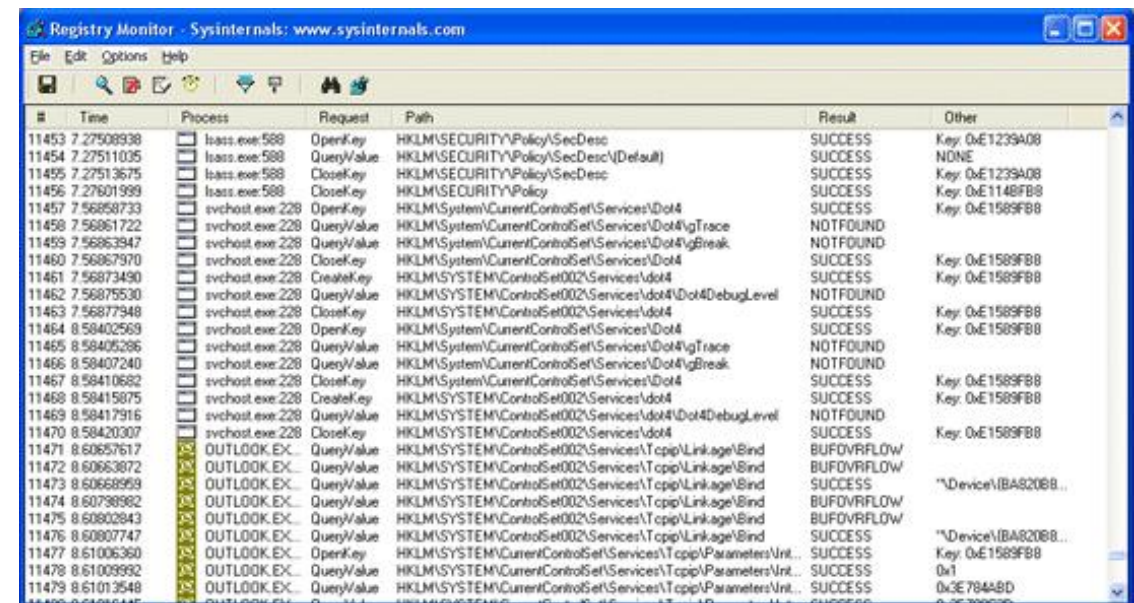 Registry Monitor - Sysinternals: www.sysinternals.com
File Edit Options Help
# Time Process Request Path Result Other
11453 7.27508938 lsass.exe:588 OpenKey HKLM\SECURITY\Policy\SecDesc SUCCESS Key: 0xE1239A08
11454 7.27511035 lsass.exe:588 QueryValue HKLM\SECURITY\Policy\SecDesc\(Default) SUCCESS NONE
11455 7.27513675 lsass.exe:588 CloseKey HKLM\SECURITY\Policy\SecDesc SUCCESS Key: 0xE1239A08
11456 7.27601999 lsass.exe:588 CloseKey HKLM\SECURITY\Policy SUCCESS Key: 0xE114BFB8
11457 7.56858733 svchost.exe:228 OpenKey HKLM\System\CurrentControlSet\Services\Dot4 SUCCESS Key: 0xE1589FB8
11458 7.56861722 svchost.exe:228 QueryValue HKLM\System\CurrentControlSet\Services\Dot4\gTrace NOTFOUND
11459 7.56863947 svchost.exe:228 QueryValue HKLM\System\CurrentControlSet\Services\Dot4\gBreak NOTFOUND
11460 7.56867970 svchost.exe:228 CloseKey HKLM\System\CurrentControlSet\Services\Dot4 SUCCESS Key: 0xE1589FB8
11461 7.56873490 svchost.exe:228 CreateKey HKLM\SYSTEM\ControlSet002\Services\dot4 SUCCESS Key: 0xE1589FB8
11462 7.56875530 svchost.exe:228 QueryValue HKLM\SYSTEM\ControlSet002\Services\dot4\Dot4DebugLevel NOTFOUND
11463 7.56877948 svchost.exe:228 CloseKey HKLM\SYSTEM\ControlSet002\Services\dot4 SUCCESS Key: 0xE1589FB8
11464 8.58402569 svchost.exe:228 OpenKey HKLM\System\CurrentControlSet\Services\Dot4 SUCCESS Key: 0xE1589FB8
11465 8.58405286 svchost.exe:228 QueryValue HKLM\System\CurrentControlSet\Services\Dot4\gTrace NOTFOUND
11466 8.58407240 svchost.exe:228 QueryValue HKLM\System\CurrentControlSet\Services\Dot4\gBreak NOTFOUND
11467 8.58410682 svchost.exe:228 CloseKey HKLM\System\CurrentControlSet\Services\Dot4 SUCCESS Key: 0xE1589FB8
11468 8.58415875 svchost.exe:228 CreateKey HKLM\SYSTEM\ControlSet002\Services\dot4 SUCCESS Key: 0xE1589FB8
11469 8.58417916 svchost.exe:228 QueryValue HKLM\SYSTEM\ControlSet002\Services\dot4\Dot4DebugLevel NOTFOUND
11470 8.58420307 svchost.exe:228 CloseKey HKLM\SYSTEM\ControlSet002\Services\dot4 SUCCESS Key: 0xE1589FB8
11471 8.60657617 OUTLOOK.EX... QueryValue HKLM\SYSTEM\ControlSet002\Services\Tcpip\Linkage\Bind BUFOVRFLOW
11472 8.60663872 OUTLOOK.EX... QueryValue HKLM\SYSTEM\ControlSet002\Services\Tcpip\Linkage\Bind BUFOVRFLOW
11473 8.60668959 OUTLOOK.EX... QueryValue HKLM\SYSTEM\ControlSet002\Services\Tcpip\Linkage\Bind SUCCESS "\Device\{BA820B8...
11474 8.60798982 OUTLOOK.EX... QueryValue HKLM\SYSTEM\ControlSet002\Services\Tcpip\Linkage\Bind BUFOVRFLOW
11475 8.60802843 OUTLOOK.EX... QueryValue HKLM\SYSTEM\ControlSet002\Services\Tcpip\Linkage\Bind BUFOVRFLOW
11476 8.60807747 OUTLOOK.EX... QueryValue HKLM\SYSTEM\ControlSet002\Services\Tcpip\Linkage\Bind SUCCESS "\Device\{BA820B8...
11477 8.61006360 OUTLOOK.EX... OpenKey HKLM\SYSTEM\CurrentControlSet\Services\Tcpip\Parameters\Int... SUCCESS Key: 0xE1589FB8
11478 8.61009992 OUTLOOK.EX... QueryValue HKLM\SYSTEM\CurrentControlSet\Services\Tcpip\Parameters\Int... SUCCESS 0x1
11479 8.61013548 OUTLOOK.EX... QueryValue HKLM\SYSTEM\CurrentControlSet\Services\Tcpip\Parameters\Int... SUCCESS 0x3E784ABD